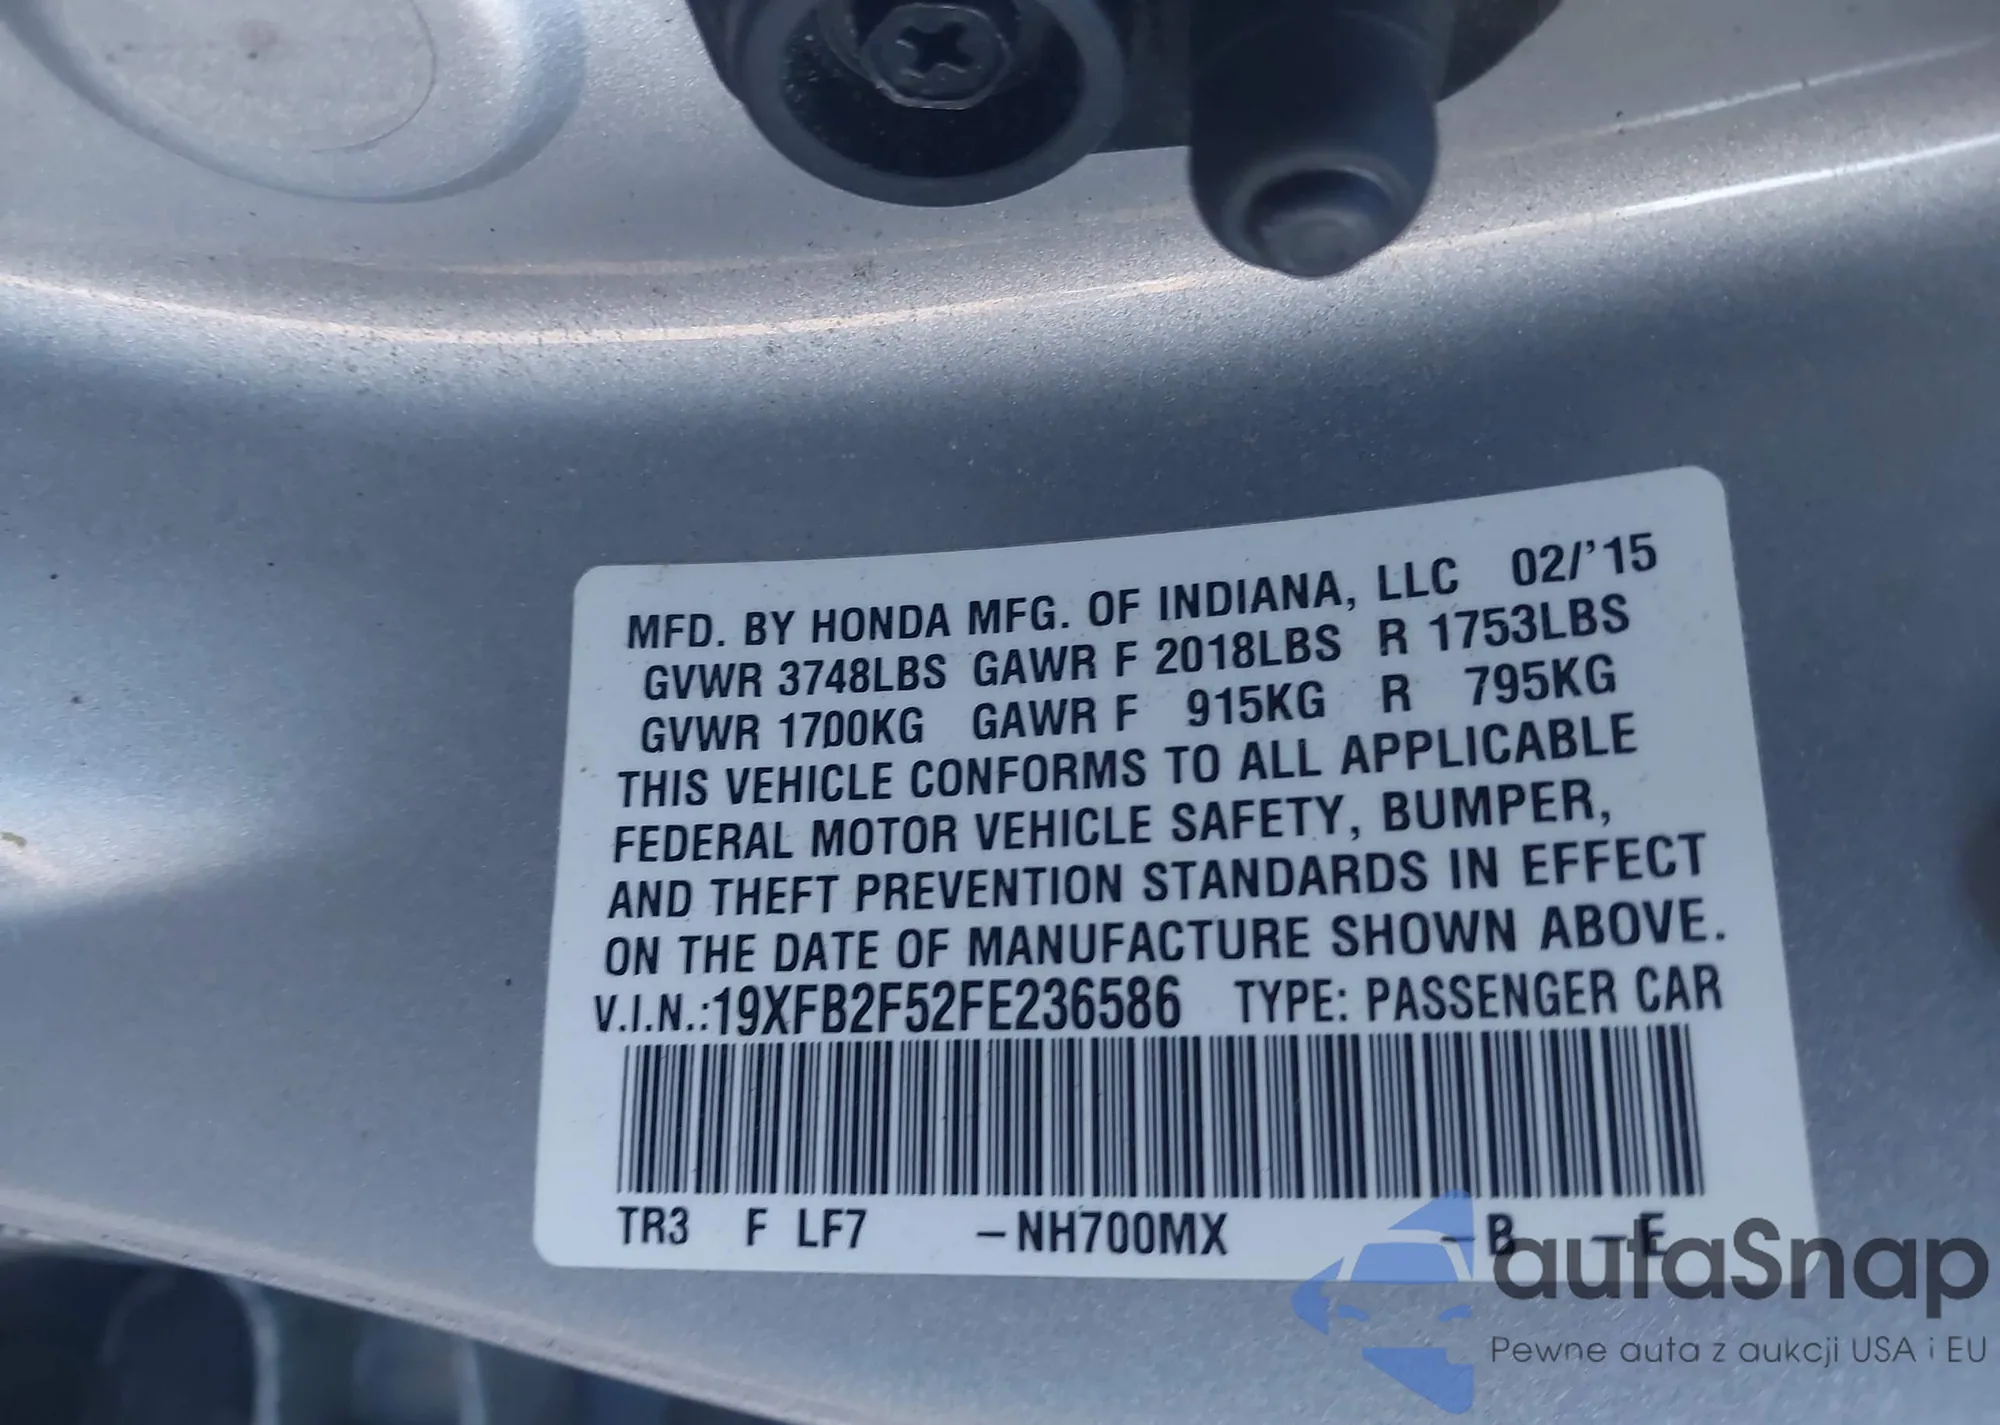 MFD. BY HONDA MFG. OF INDIANA, LLC 02/'15
GVWR 3748LBS GAWR F 2018LBS R 1753LBS
GVWR 1700KG GAWR F 915KG R 795KG
THIS VEHICLE CONFORMS TO ALL APPLICABLE
FEDERAL MOTOR VEHICLE SAFETY, BUMPER,
AND THEFT PREVENTION STANDARDS IN EFFECT
ON THE DATE OF MANUFACTURE SHOWN ABOVE.
V.I.N.:19XFB2F52FE236586 TYPE: PASSENGER CAR
TR3 F LF7 -NH700MX -B -E
autaSnap
Pewne auta z aukcji USA i EU